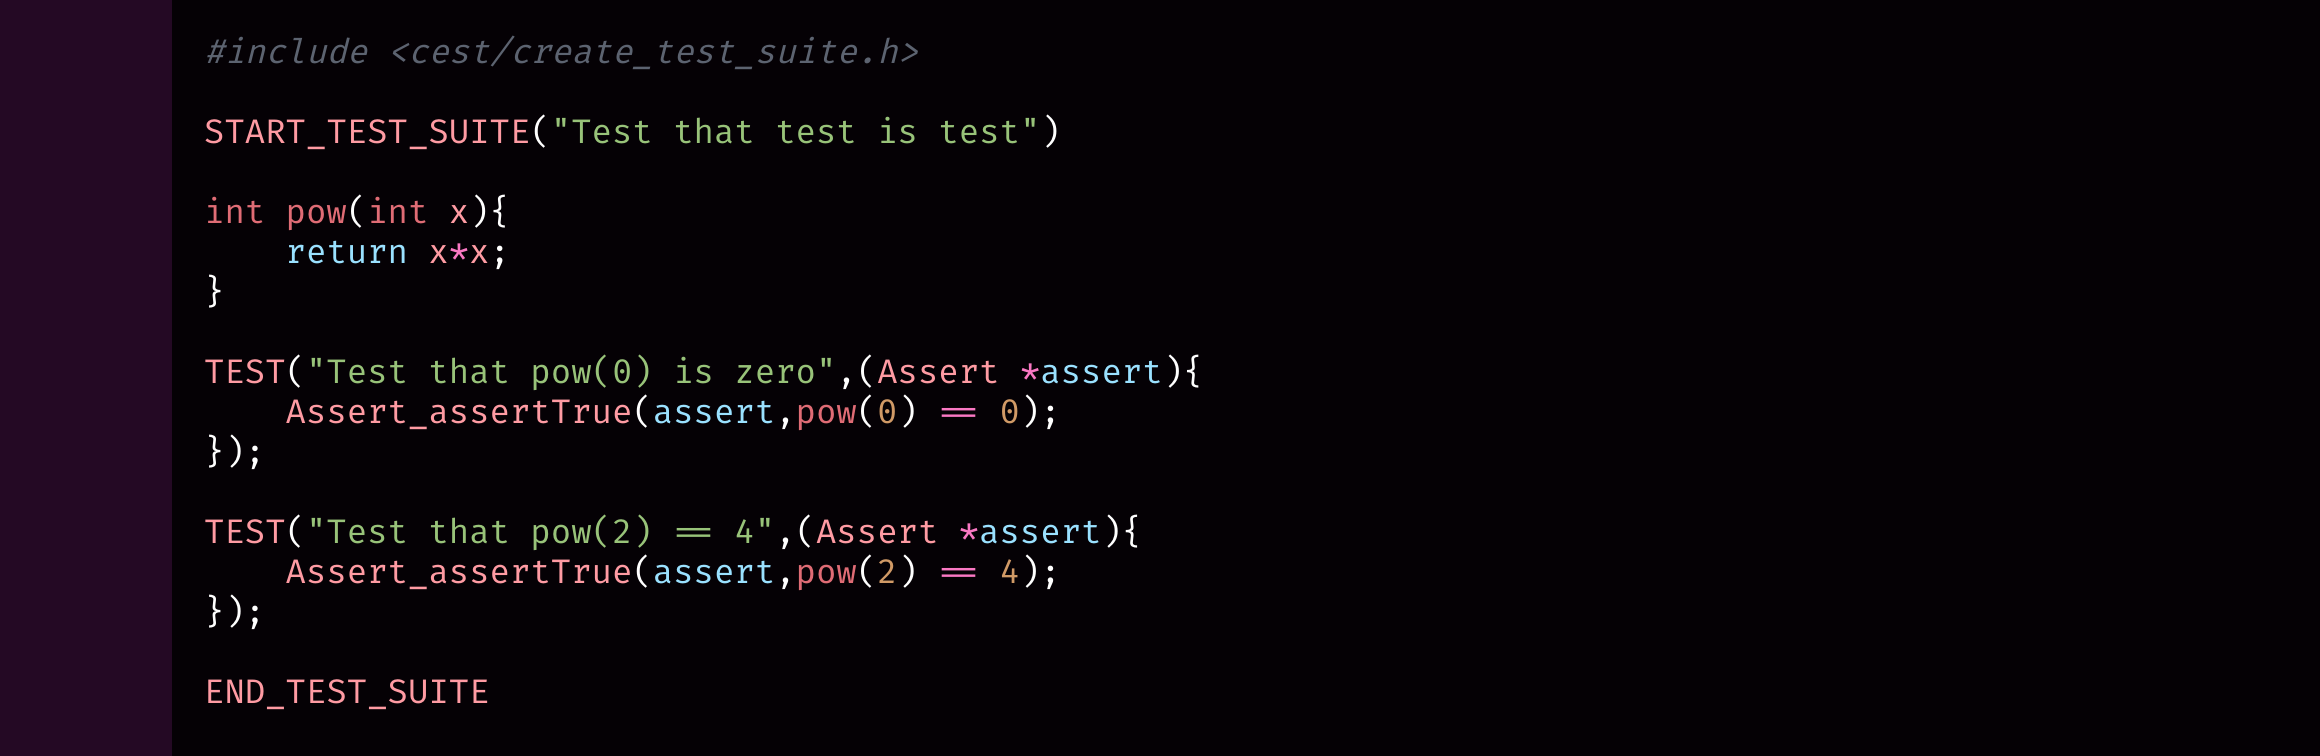 #include <cest/create_test_suite.h>
START_TEST_SUITE("Test that test is test")
int pow(int x){
    return x*x;
}
TEST("Test that pow(0) is zero",(Assert *assert){
    Assert_assertTrue(assert,pow(0) == 0);
});
TEST("Test that pow(2) == 4",(Assert *assert){
    Assert_assertTrue(assert,pow(2) == 4);
});
END_TEST_SUITE